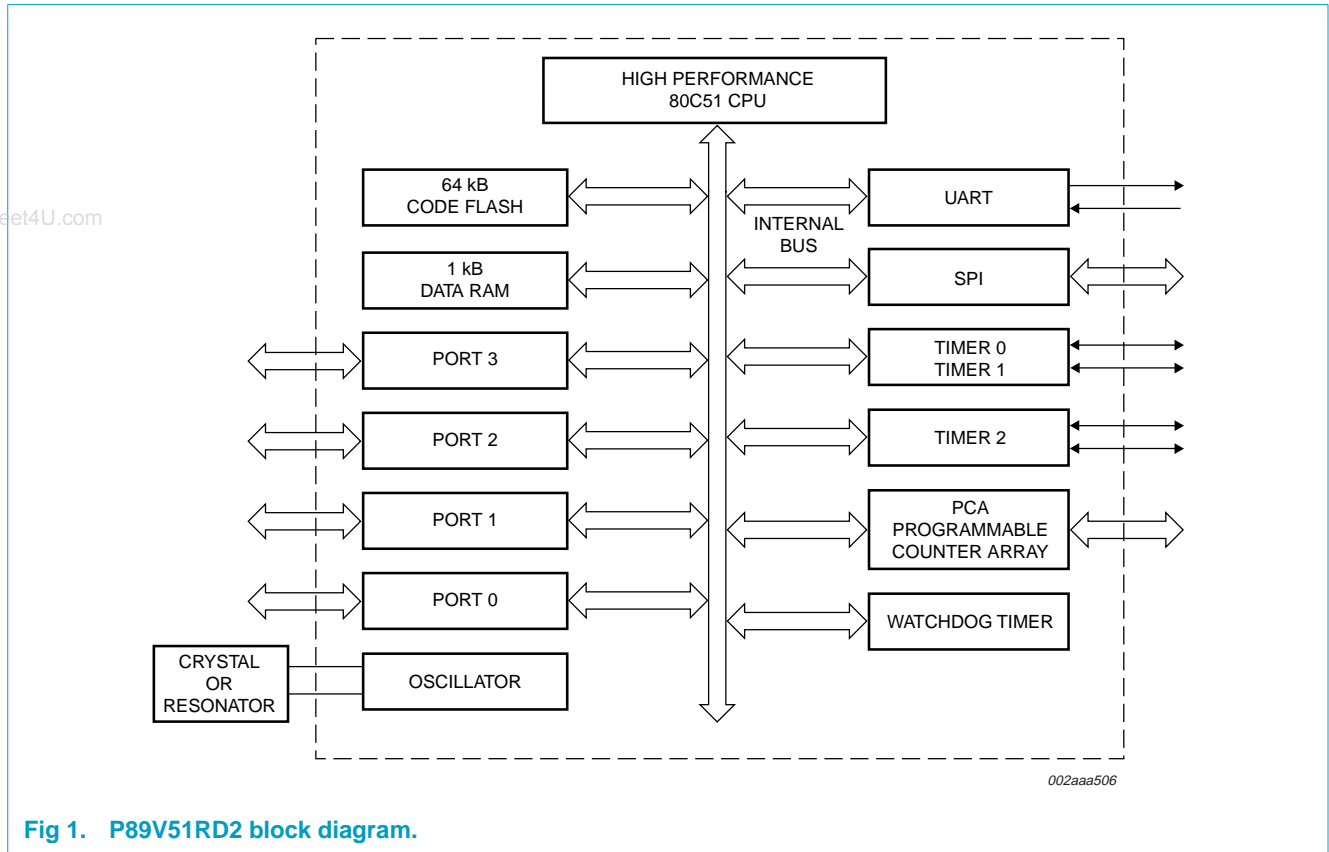 HIGH PERFORMANCE
80C51 CPU
64 kB
CODE FLASH
UART
eet4U.com
INTERNAL
BUS
1 kB
DATA RAM
SPI
PORT 3
TIMER 0
TIMER 1
PORT 2
TIMER 2
PORT 1
PCA
PROGRAMMABLE
COUNTER ARRAY
PORT 0
WATCHDOG TIMER
CRYSTAL
OR
RESONATOR
OSCILLATOR
002aaa506
Fig 1. P89V51RD2 block diagram.